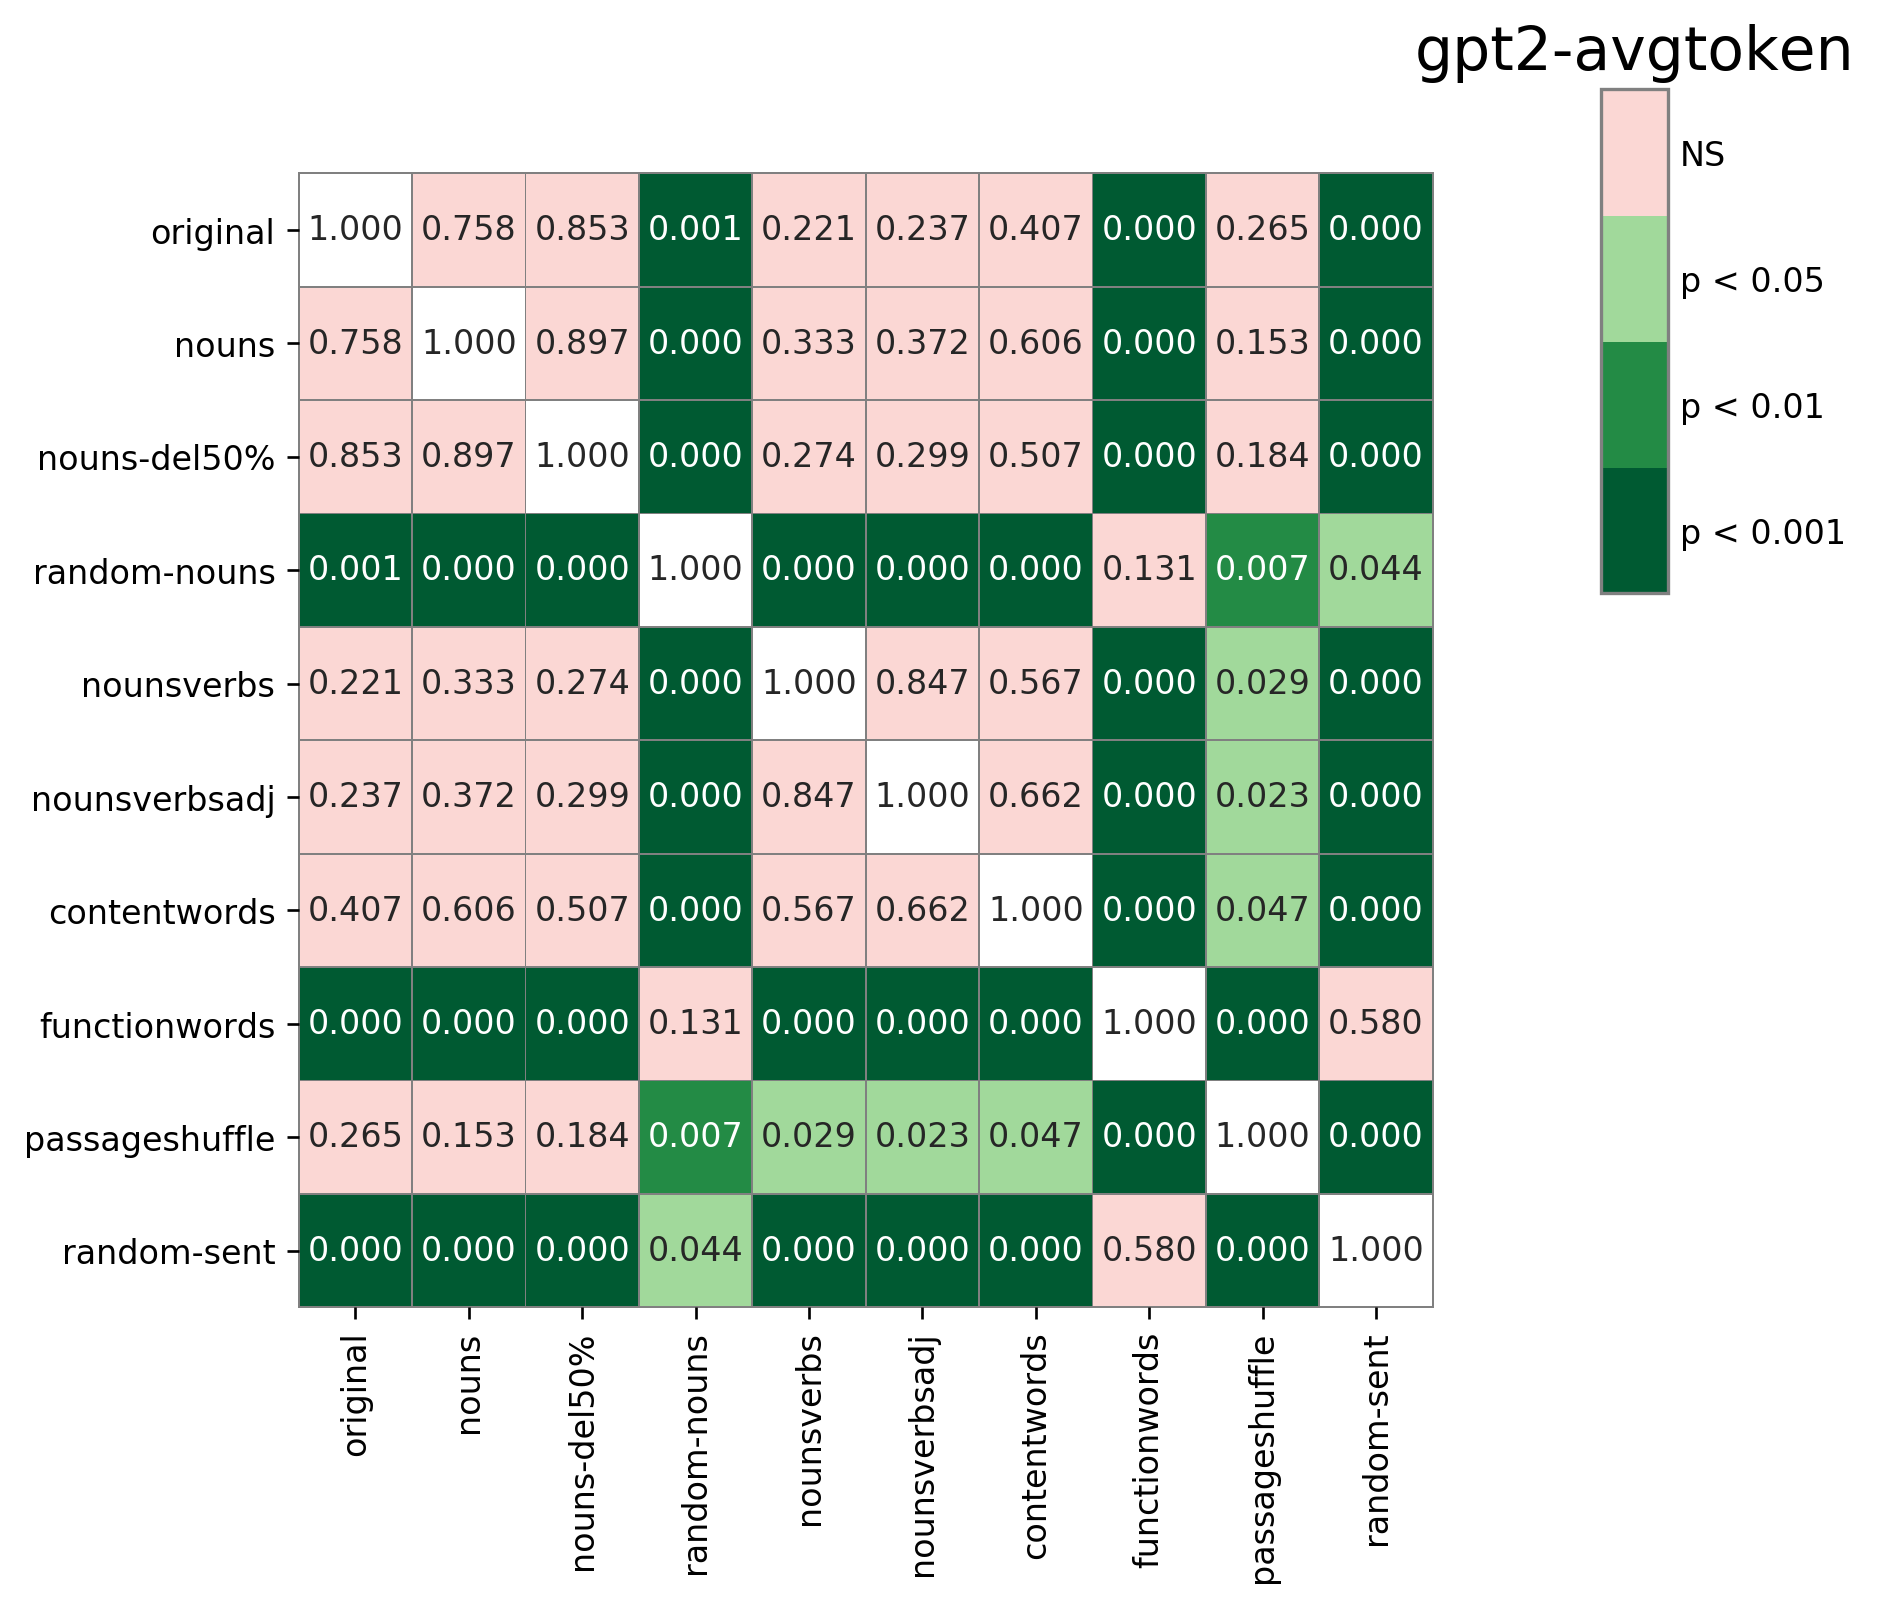 gpt2-avgtoken
NS
p < 0.05
p < 0.01
p < 0.001
original 1.000 0.758 0.853 0.001 0.221 0.237 0.407 0.000 0.265 0.000
nouns 0.758 1.000 0.897 0.000 0.333 0.372 0.606 0.000 0.153 0.000
nouns-del50% 0.853 0.897 1.000 0.000 0.274 0.299 0.507 0.000 0.184 0.000
random-nouns 0.001 0.000 0.000 1.000 0.000 0.000 0.000 0.131 0.007 0.044
nounsverbs 0.221 0.333 0.274 0.000 1.000 0.847 0.567 0.000 0.029 0.000
nounsverbsadj 0.237 0.372 0.299 0.000 0.847 1.000 0.662 0.000 0.023 0.000
contentwords 0.407 0.606 0.507 0.000 0.567 0.662 1.000 0.000 0.047 0.000
functionwords 0.000 0.000 0.000 0.131 0.000 0.000 0.000 1.000 0.000 0.580
passageshuffle 0.265 0.153 0.184 0.007 0.029 0.023 0.047 0.000 1.000 0.000
random-sent 0.000 0.000 0.000 0.044 0.000 0.000 0.000 0.580 0.000 1.000
original
nouns
nouns-del50%
random-nouns
nounsverbs
nounsverbsadj
contentwords
functionwords
passageshuffle
random-sent